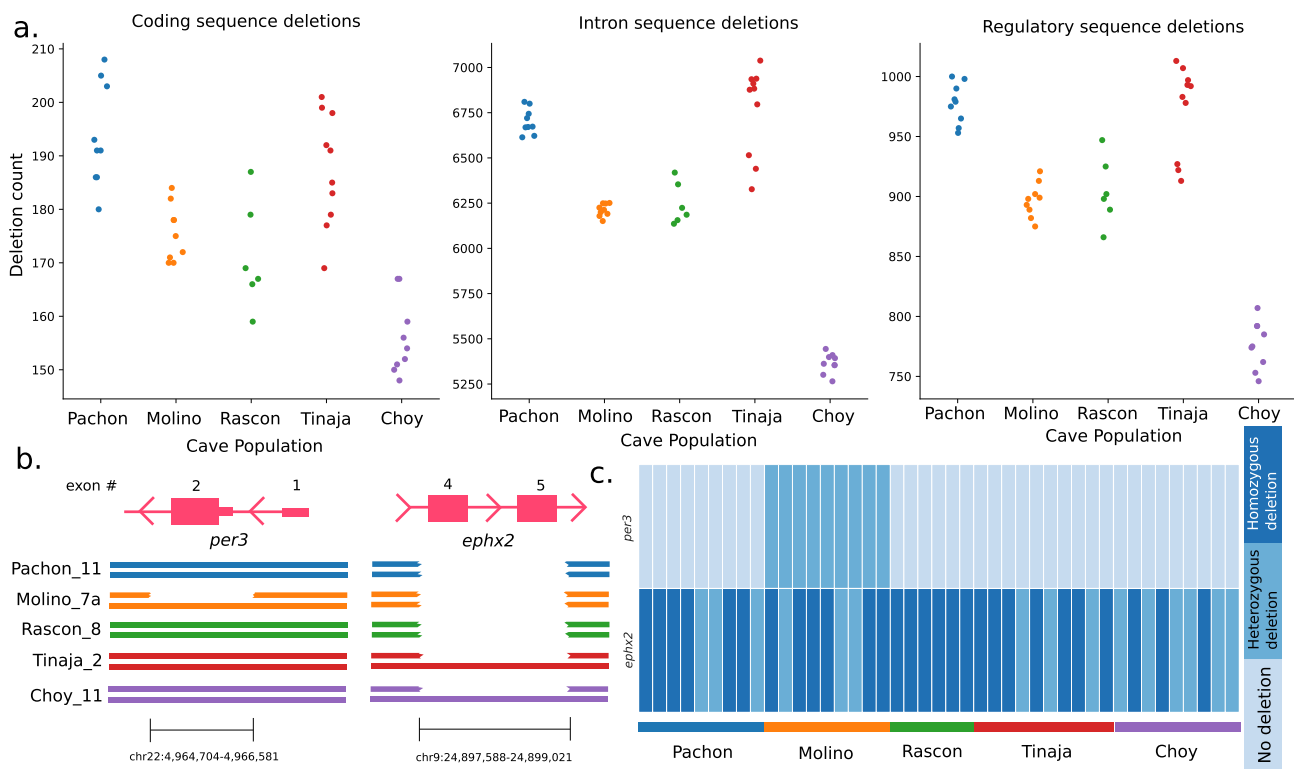 a.
Coding sequence deletions
Intron sequence deletions
Regulatory sequence deletions
Deletion count
210
200
190
180
170
160
150
7000
6750
6500
6250
6000
5750
5500
5250
1000
950
900
850
800
750
Pachon Molino Rascon Tinaja Choy
Cave Population
Pachon Molino Rascon Tinaja Choy
Cave Population
Pachon Molino Rascon Tinaja Choy
Cave Population
b.
exon #
2 1
4 5
per3
ephx2
Pachon_11
Molino_7a
Rascon_8
Tinaja_2
Choy_11
chr22:4,964,704-4,966,581
chr9:24,897,588-24,899,021
c.
per3
ephx2
Pachon Molino Rascon Tinaja Choy
Homozygous
deletion
Heterozygous
deletion
No deletion